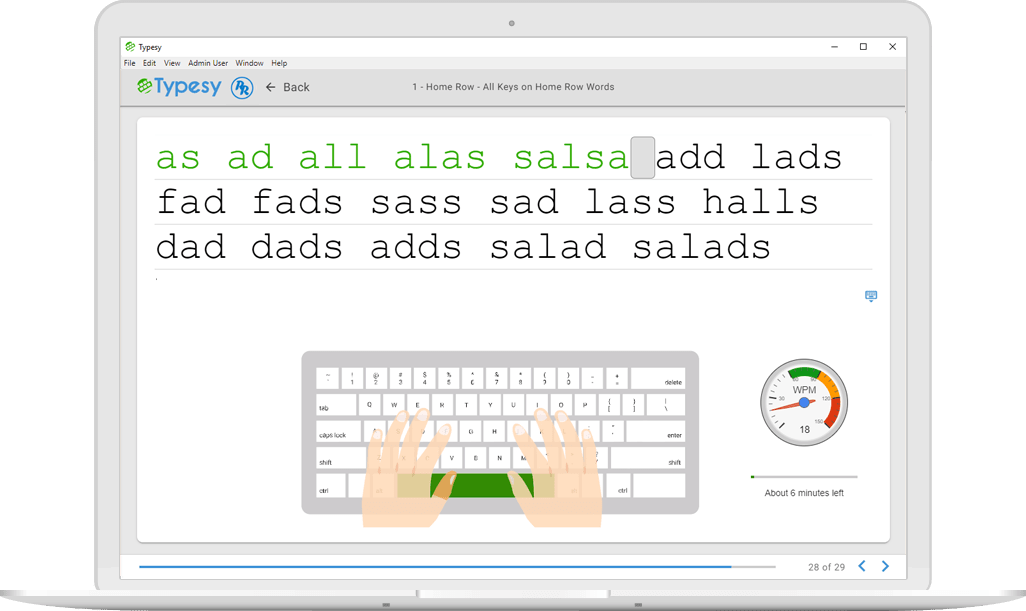 Typesy
File Edit View Admin User Window Help
Typesy R ← Back 1 - Home Row - All Keys on Home Row Words
as ad all alas salsa add lads
fad fads sass sad lass halls
dad dads adds salad salads
.
~ ! @ # $ % ^ & * ( ) - + delete
1 2 3 4 5 6 7 8 9 0
tab Q W E R T Y U I O P { } | \
[ ]
caps lock A G H enter
shift V B N M shift
ctrl ctrl
WPM
30 60 90 120 150
18
About 6 minutes left
28 of 29